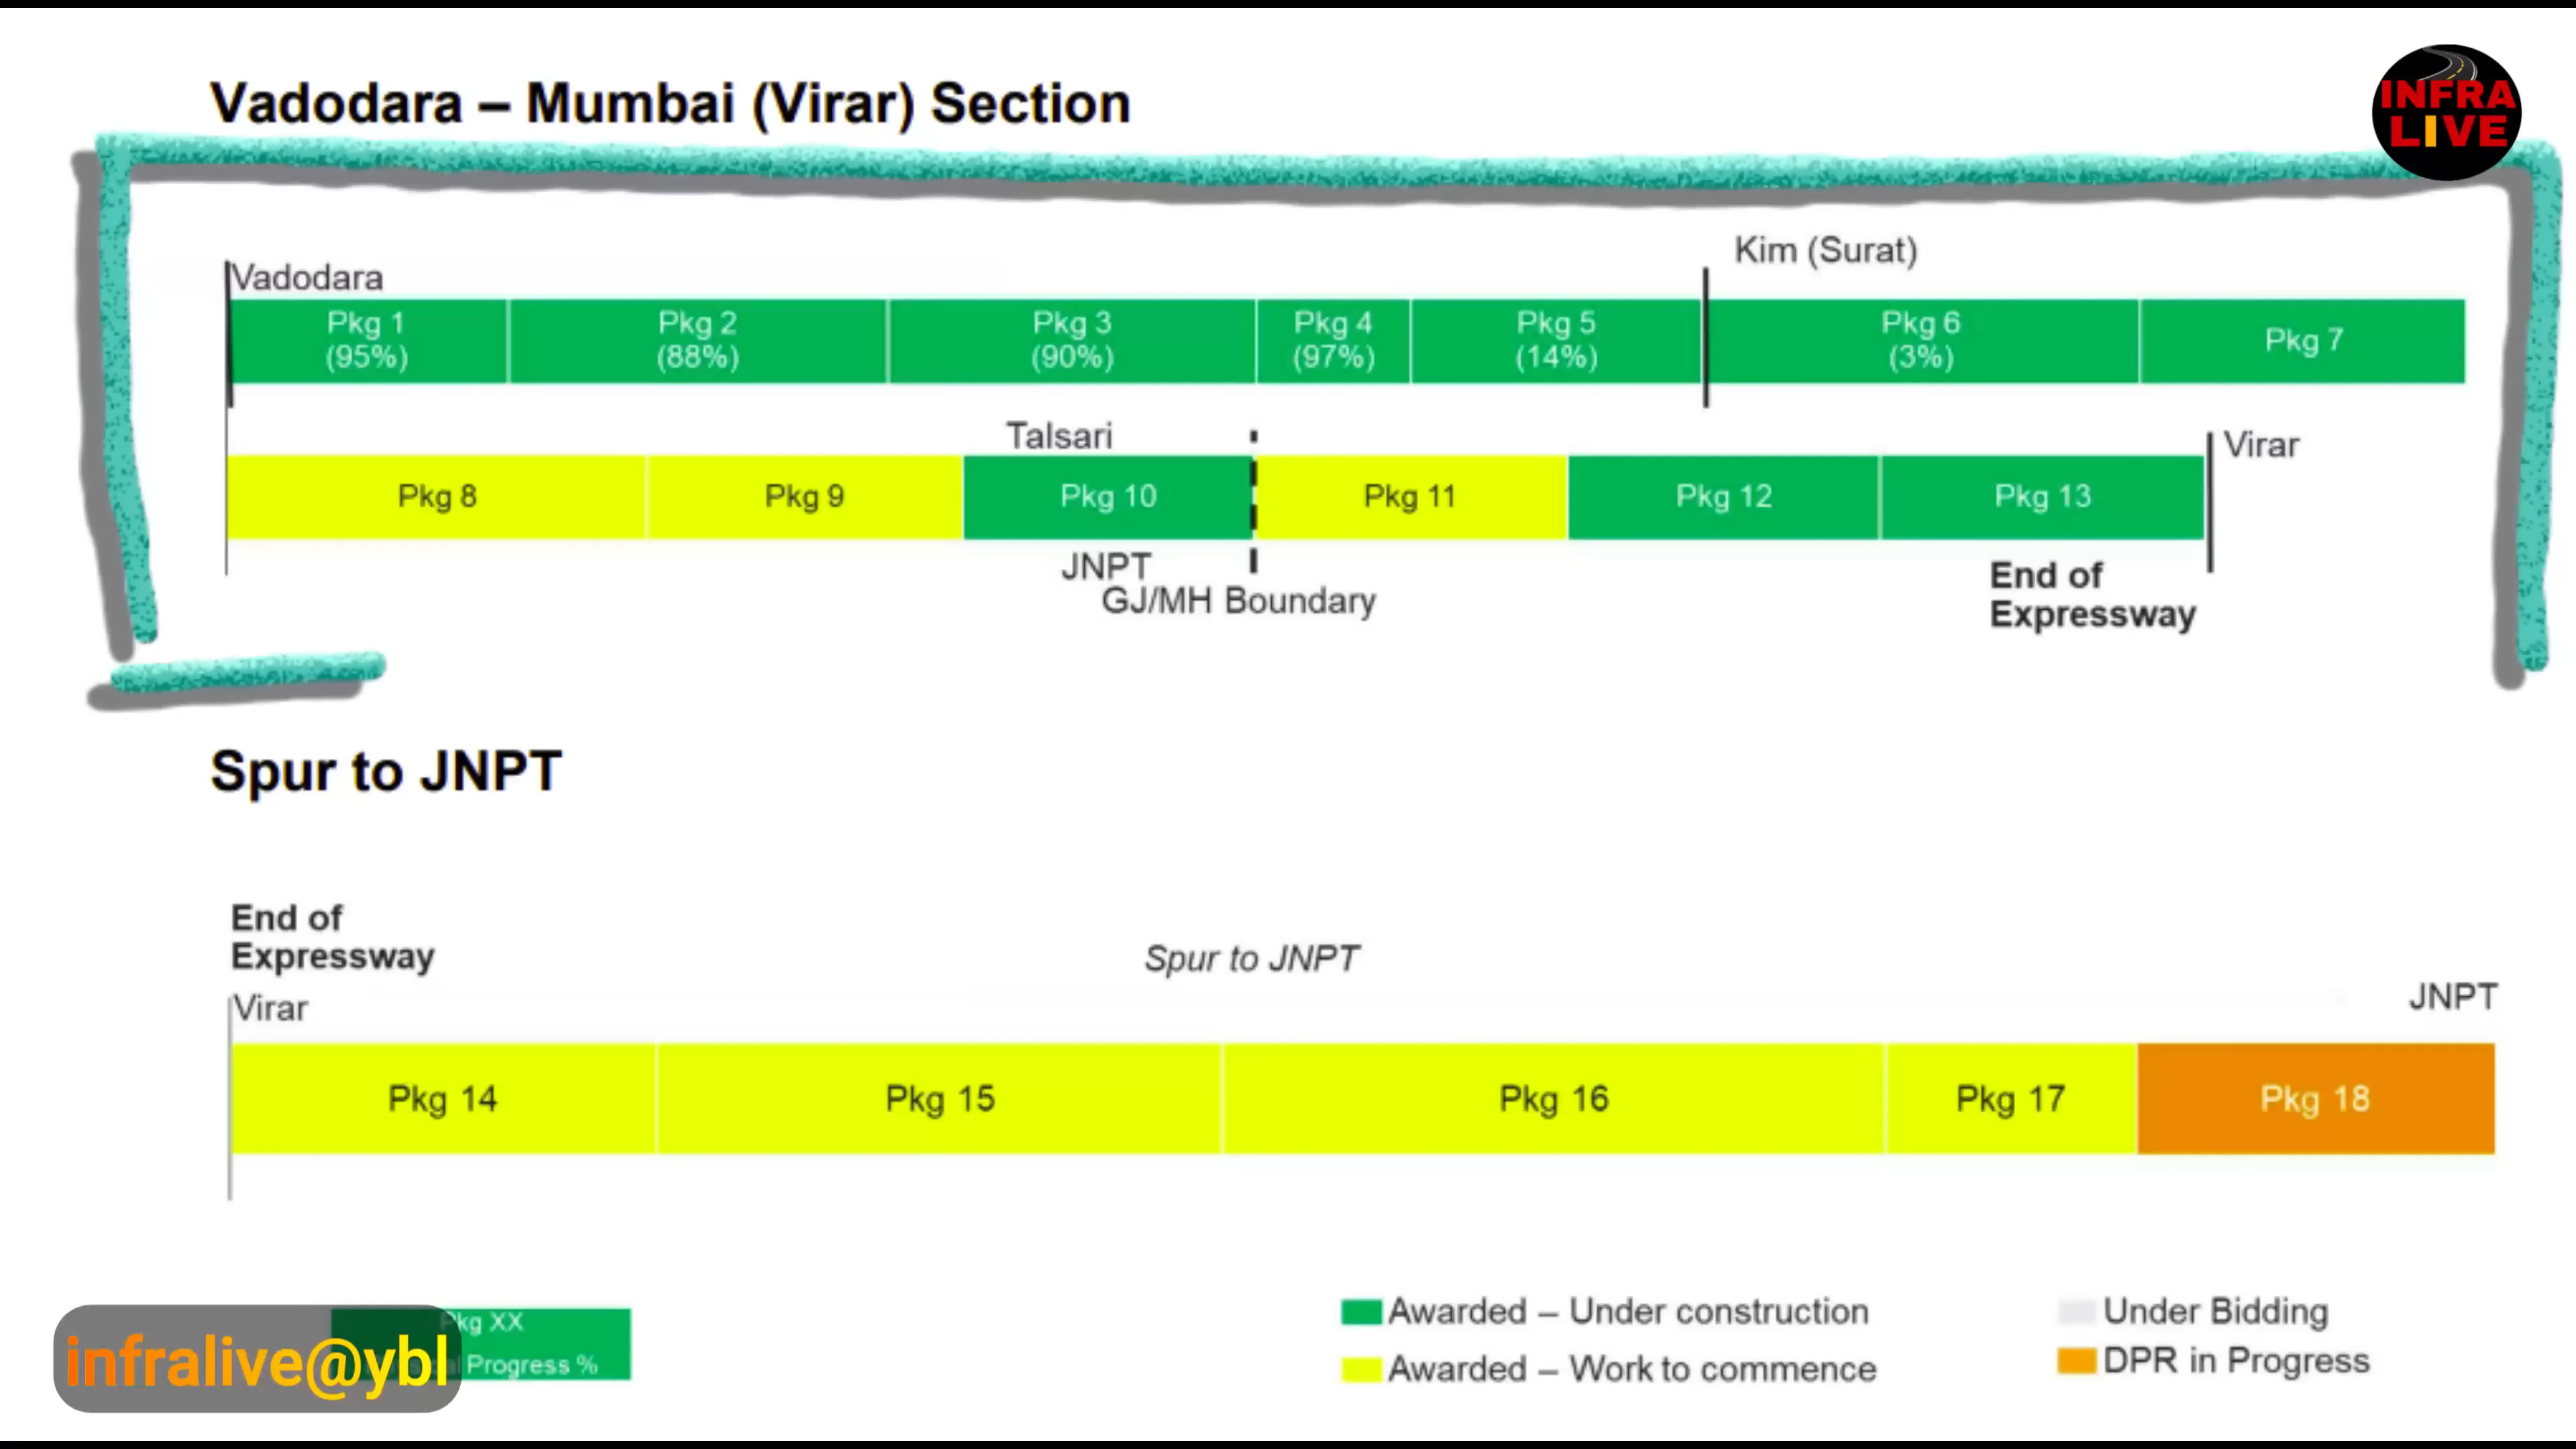 Vadodara – Mumbai (Virar) Section
INFRA
LIVE
Kim (Surat)
Vadodara
Pkg 1
(95%)
Pkg 2
(88%)
Pkg 3
(90%)
Pkg 4
(97%)
Pkg 5
(14%)
Pkg 6
(3%)
Pkg 7
Talsari
Virar
Pkg 8
Pkg 9
Pkg 10
Pkg 11
Pkg 12
Pkg 13
JNPT
GJ/MH Boundary
End of
Expressway
Spur to JNPT
End of
Expressway
Spur to JNPT
Virar
JNPT
Pkg 14
Pkg 15
Pkg 16
Pkg 17
Pkg 18
Pkg XX
Progress %
infralive@ybl
Awarded – Under construction
Under Bidding
Awarded – Work to commence
DPR in Progress